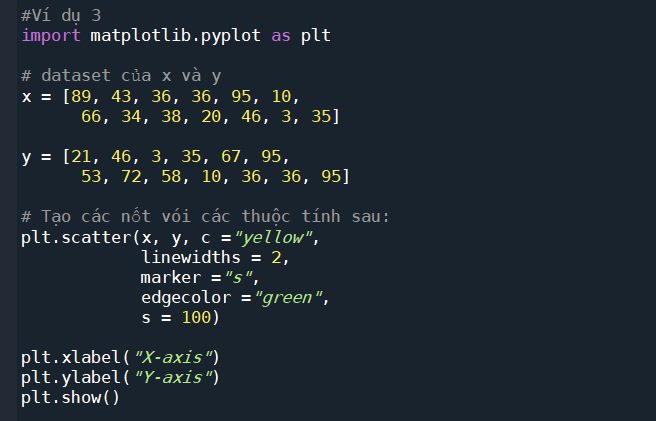 #Ví dụ 3
import matplotlib.pyplot as plt
# dataset của x và y
x = [89, 43, 36, 36, 95, 10,
66, 34, 38, 20, 46, 3, 35]
y = [21, 46, 3, 35, 67, 95,
53, 72, 58, 10, 36, 36, 95]
# Tạo các nốt vói các thuộc tính sau:
plt.scatter(x, y, c ="yellow",
linewidths = 2,
marker ="s",
edgecolor ="green",
s = 100)
plt.xlabel("X-axis")
plt.ylabel("Y-axis")
plt.show()